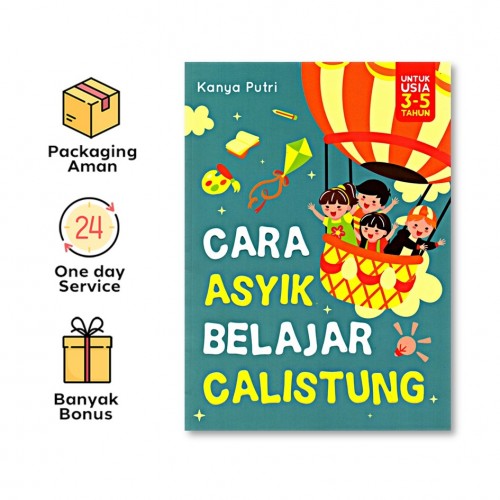 Packaging
Aman
24
One day
Service
Banyak
Bonus
Kanya Putri
UNTUK
USIA
3-5
TAHUN
CARA
ASYIK
BELAJAR
CALISTUNG